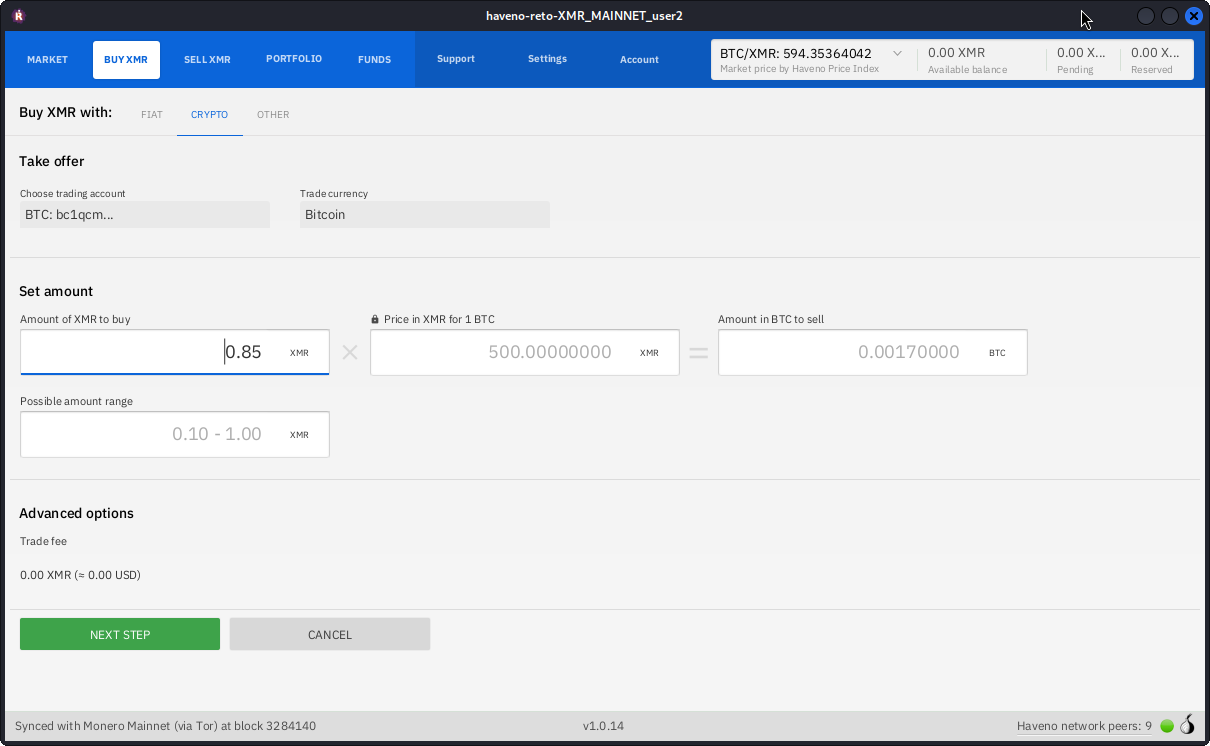 haveno-reto-XMR_MAINNET_user2
MARKET BUY XMR SELL XMR PORTFOLIO FUNDS Support Settings Account
BTC/XMR: 594.35364042 0.00 XMR 0.00 X... 0.00 X...
Market price by Haveno Price Index Available balance Pending Reserved
Buy XMR with: FIAT CRYPTO OTHER
Take offer
Choose trading account Trade currency
BTC: bc1qcm... Bitcoin
Set amount
Amount of XMR to buy Price in XMR for 1 BTC Amount in BTC to sell
0.85 XMR × 500.00000000 XMR = 0.00170000 BTC
Possible amount range
0.10 - 1.00 XMR
Advanced options
Trade fee
0.00 XMR (≈ 0.00 USD)
NEXT STEP CANCEL
Synced with Monero Mainnet (via Tor) at block 3284140 v1.0.14 Haveno network peers: 9